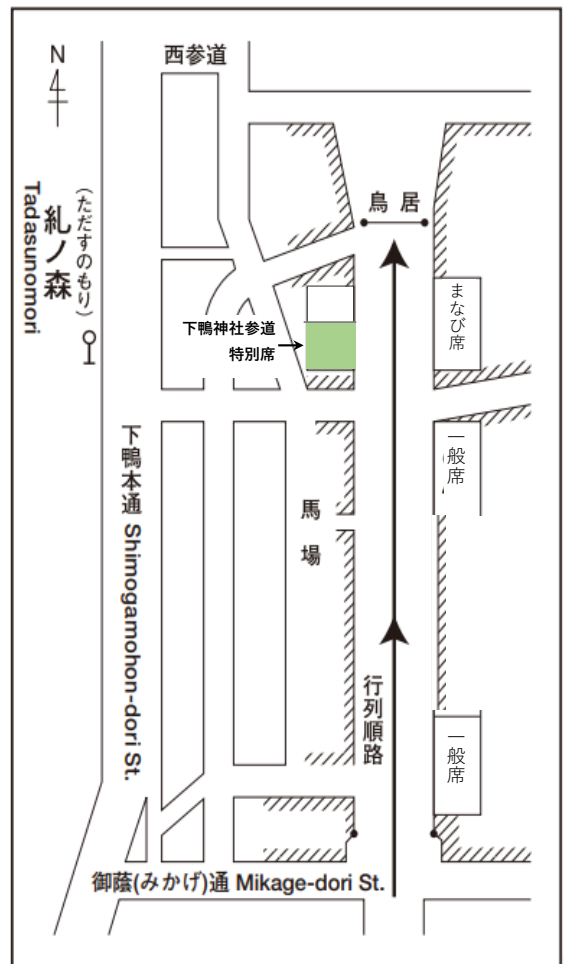 西参道
N
鳥居
(ただすのもり)
糺ノ森
Tadasunomori
まなび席
下鴨神社参道
特別席
一般席
下鴨本通 Shimogamohon-dori St.
馬場
行列順路
一般席
御蔭(みかげ)通 Mikage-dori St.